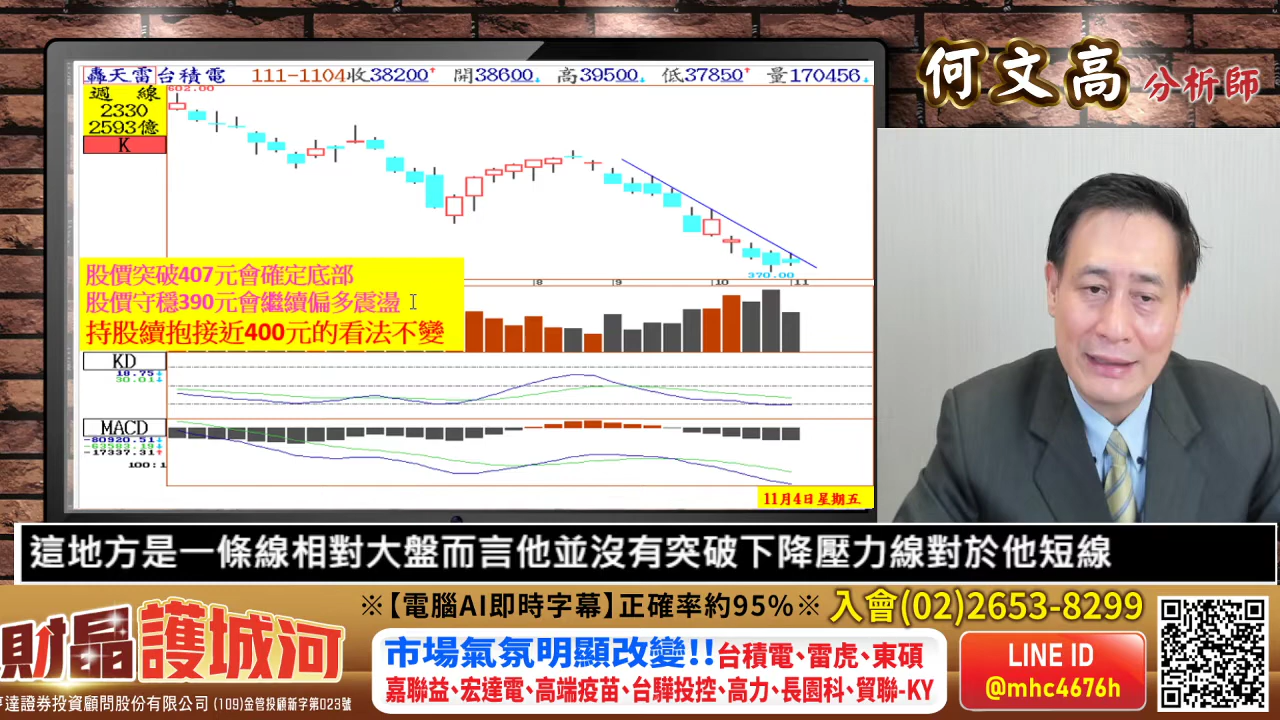 轟天雷台積電 111-1104收38200↑ 開38600↓ 高39500↓ 低37850↑ 量170456↓
何文高 分析師
週 線
2330
2593億
K
602.00
股價突破407元會確定底部
股價守穩390元會繼續偏多震盪
持股續抱接近400元的看法不變
370.00
8 9 10 11
KD
18.75↓
30.01↓
MACD
-80920.51↓
-63583.19↓
-17337.31↑
100:1
11月4日星期五
這地方是一條線相對大盤而言他並沒有突破下降壓力線對於他短線
※【電腦AI即時字幕】正確率約95%※ 入會(02)2653-8299
財晶護城河
亨達證券投資顧問股份有限公司 (109)金管投顧新字第023號
市場氣氛明顯改變!!台積電、雷虎、東碩
嘉聯益、宏達電、高端疫苗、台驊投控、高力、長園科、貿聯-KY
LINE ID
@mhc4676h